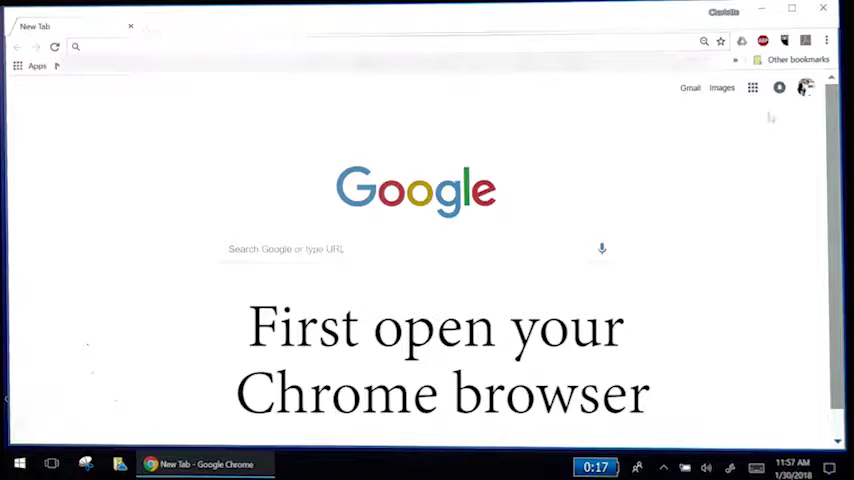 Charlotte
New Tab
Apps
Other bookmarks
Gmail Images
Google
Search Google or type URL
First open your
Chrome browser
New Tab - Google Chrome
0:17
11:57 AM
1/30/2018